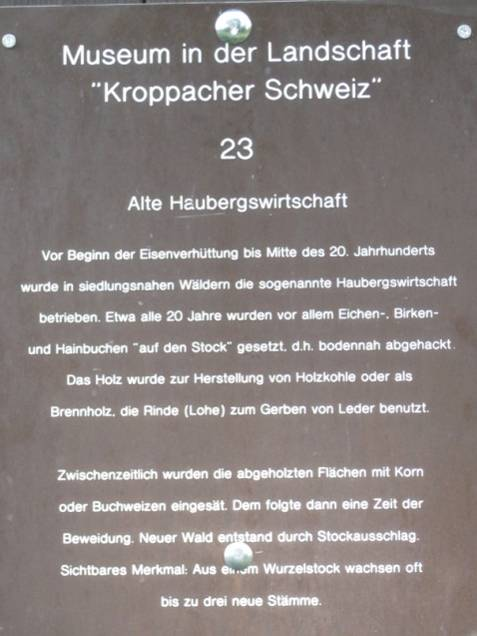 Museum in der Landschaft
"Kroppacher Schweiz"
23
Alte Haubergswirtschaft
Vor Beginn der Eisenverhüttung bis Mitte des 20. Jahrhunderts
wurde in siedlungsnahen Wäldern die sogenannte Haubergswirtschaft
betrieben. Etwa alle 20 Jahre wurden vor allem Eichen-, Birken-
und Hainbuchen "auf den Stock" gesetzt, d.h. bodennah abgehackt.
Das Holz wurde zur Herstellung von Holzkohle oder als
Brennholz, die Rinde (Lohe) zum Gerben von Leder benutzt.
Zwischenzeitlich wurden die abgeholzten Flächen mit Korn
oder Buchweizen eingesät. Dem folgte dann eine Zeit der
Beweidung. Neuer Wald entstand durch Stockausschlag.
Sichtbares Merkmal: Aus einem Wurzelstock wachsen oft
bis zu drei neue Stämme.